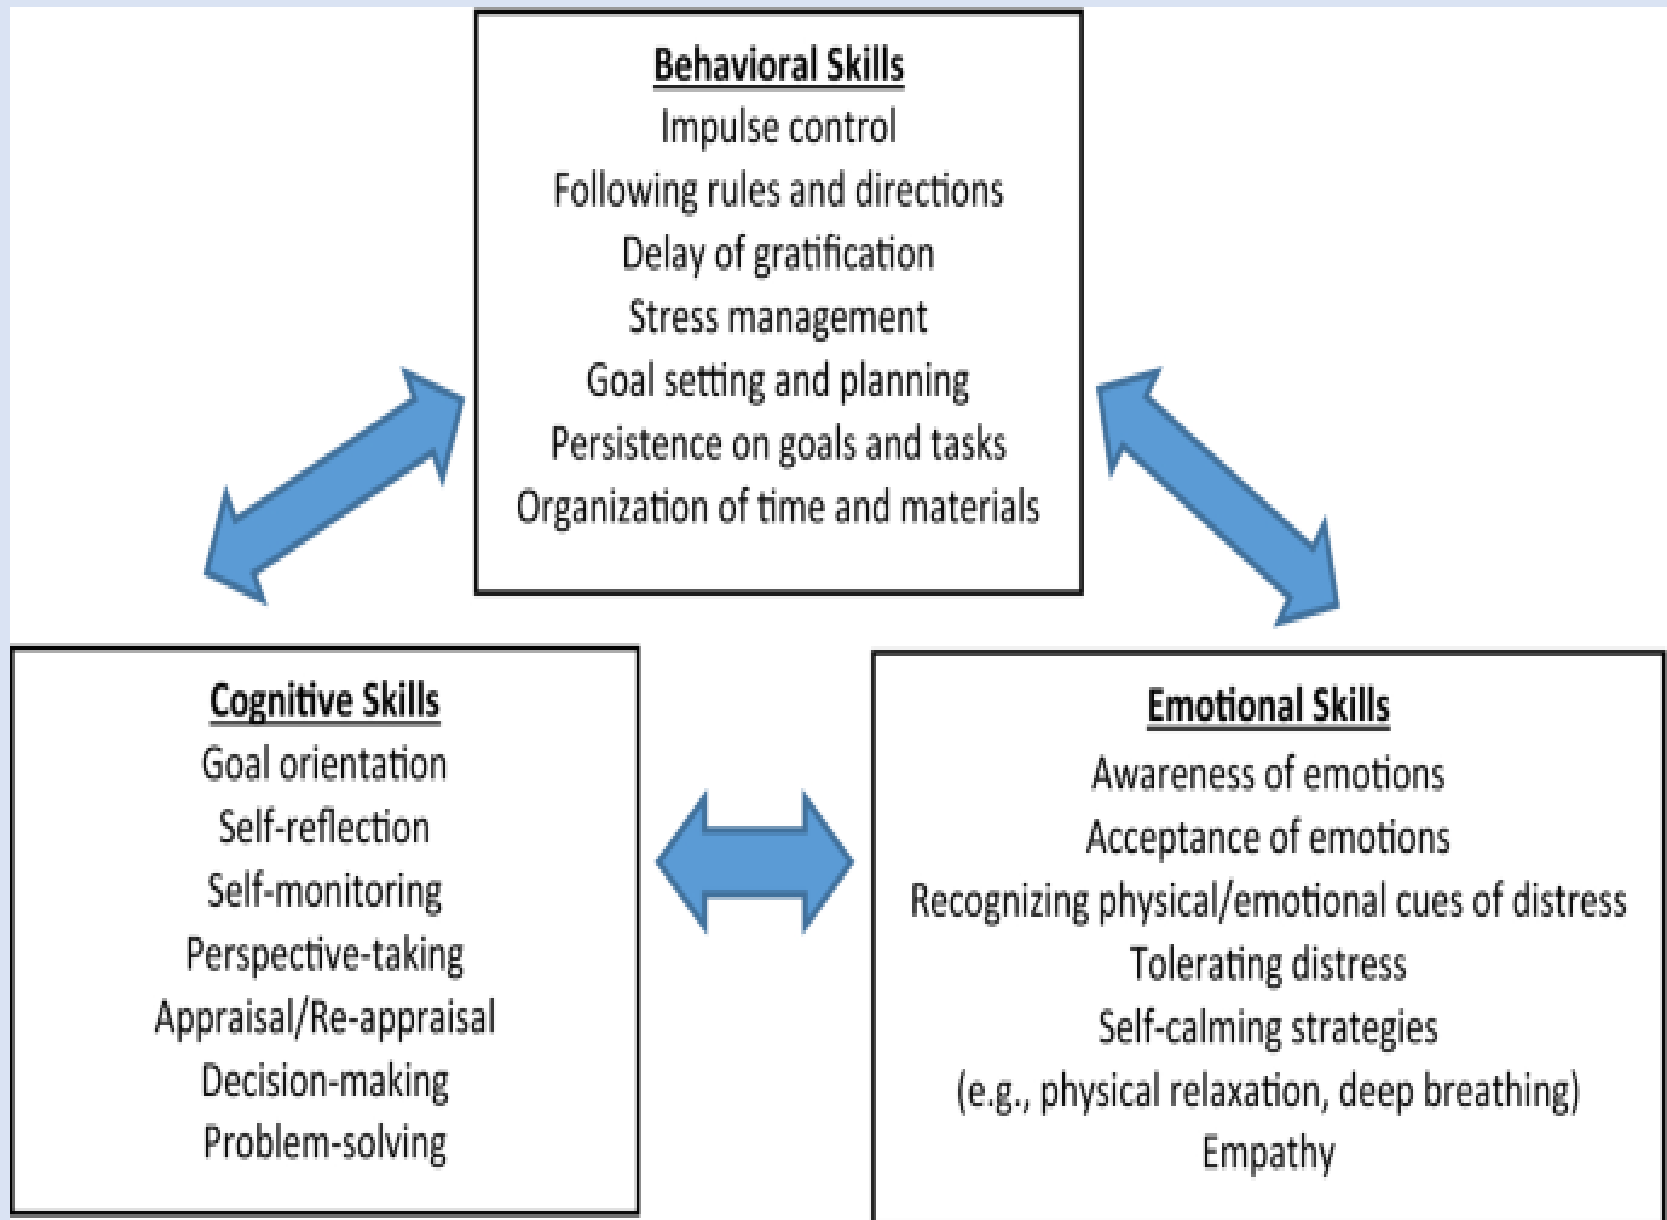 Behavioral Skills
Impulse control
Following rules and directions
Delay of gratification
Stress management
Goal setting and planning
Persistence on goals and tasks
Organization of time and materials
Cognitive Skills
Goal orientation
Self-reflection
Self-monitoring
Perspective-taking
Appraisal/Re-appraisal
Decision-making
Problem-solving
Emotional Skills
Awareness of emotions
Acceptance of emotions
Recognizing physical/emotional cues of distress
Tolerating distress
Self-calming strategies
(e.g., physical relaxation, deep breathing)
Empathy